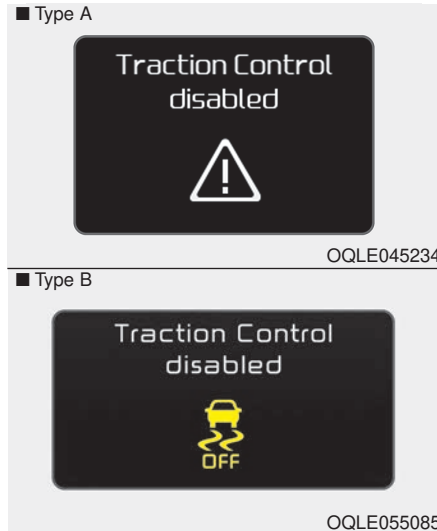 ■ Type A
Traction Control
disabled
OQLE045234
■ Type B
Traction Control
disabled
OFF
OQLE055085